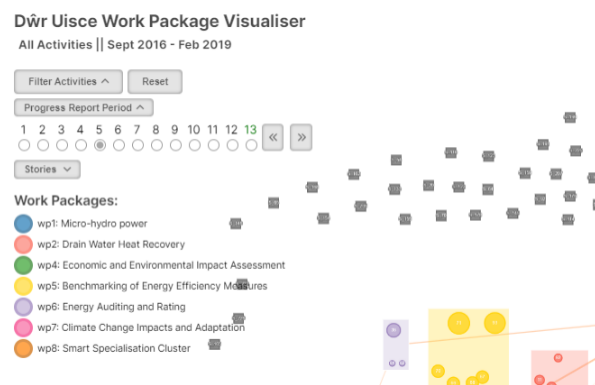 Dŵr Uisce Work Package Visualiser
All Activities || Sept 2016 - Feb 2019
Filter Activities
Reset
Progress Report Period
1 2 3 4 5 6 7 8 9 10 11 12 13
« »
Stories
Work Packages:
wp1: Micro-hydro power
wp2: Drain Water Heat Recovery
wp4: Economic and Environmental Impact Assessment
wp5: Benchmarking of Energy Efficiency Measures
wp6: Energy Auditing and Rating
wp7: Climate Change Impacts and Adaptation
wp8: Smart Specialisation Cluster